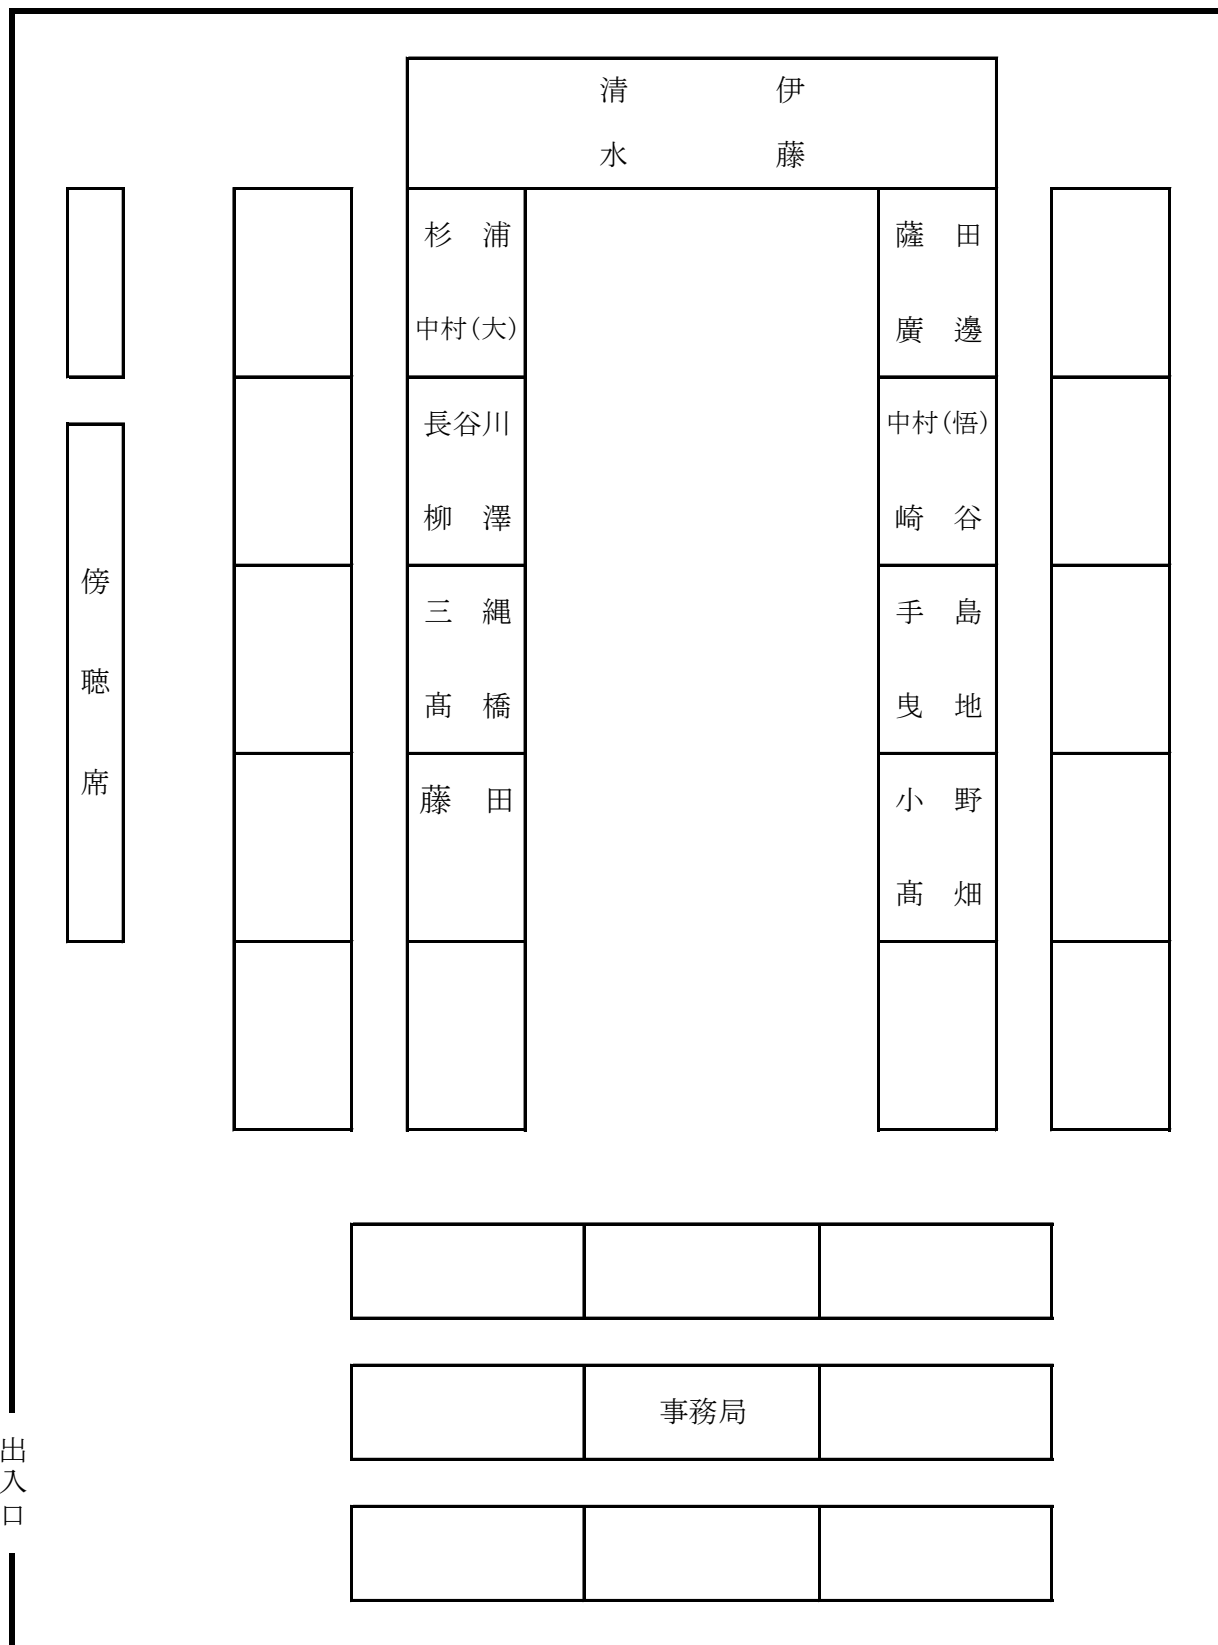 清水
伊藤
杉　浦
薩　田
中村(大)
廣　邊
長谷川
中村(悟)
柳　澤
崎　谷
三　縄
手　島
髙　橋
曳　地
藤　田
小　野
髙　畑
傍聴席
事務局
出入口